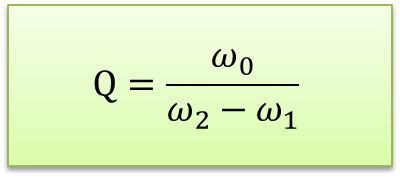 Q = ω₀ / (ω₂ − ω₁)